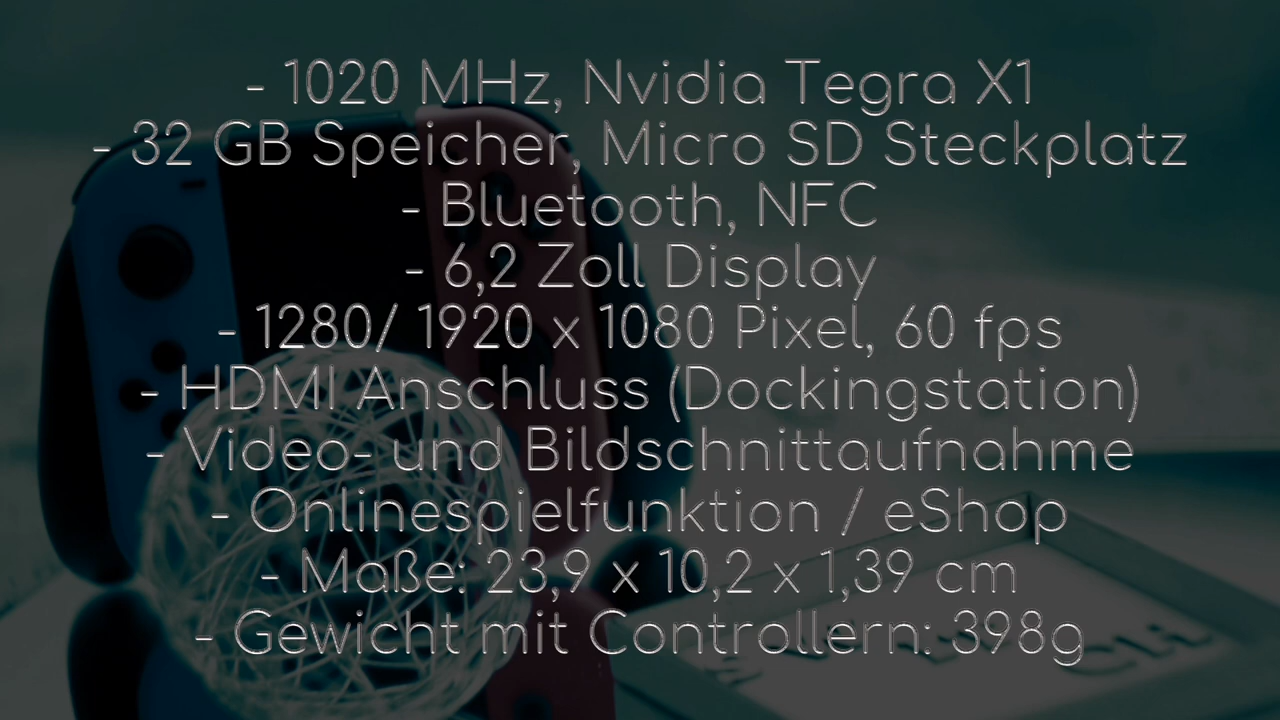 - 1020 MHz, Nvidia Tegra X1
- 32 GB Speicher, Micro SD Steckplatz
- Bluetooth, NFC
- 6,2 Zoll Display
- 1280/ 1920 x 1080 Pixel, 60 fps
- HDMI Anschluss (Dockingstation)
- Video- und Bildschnittaufnahme
- Onlinespielfunktion / eShop
- Maße: 23,9 x 10,2 x 1,39 cm
- Gewicht mit Controllern: 398g